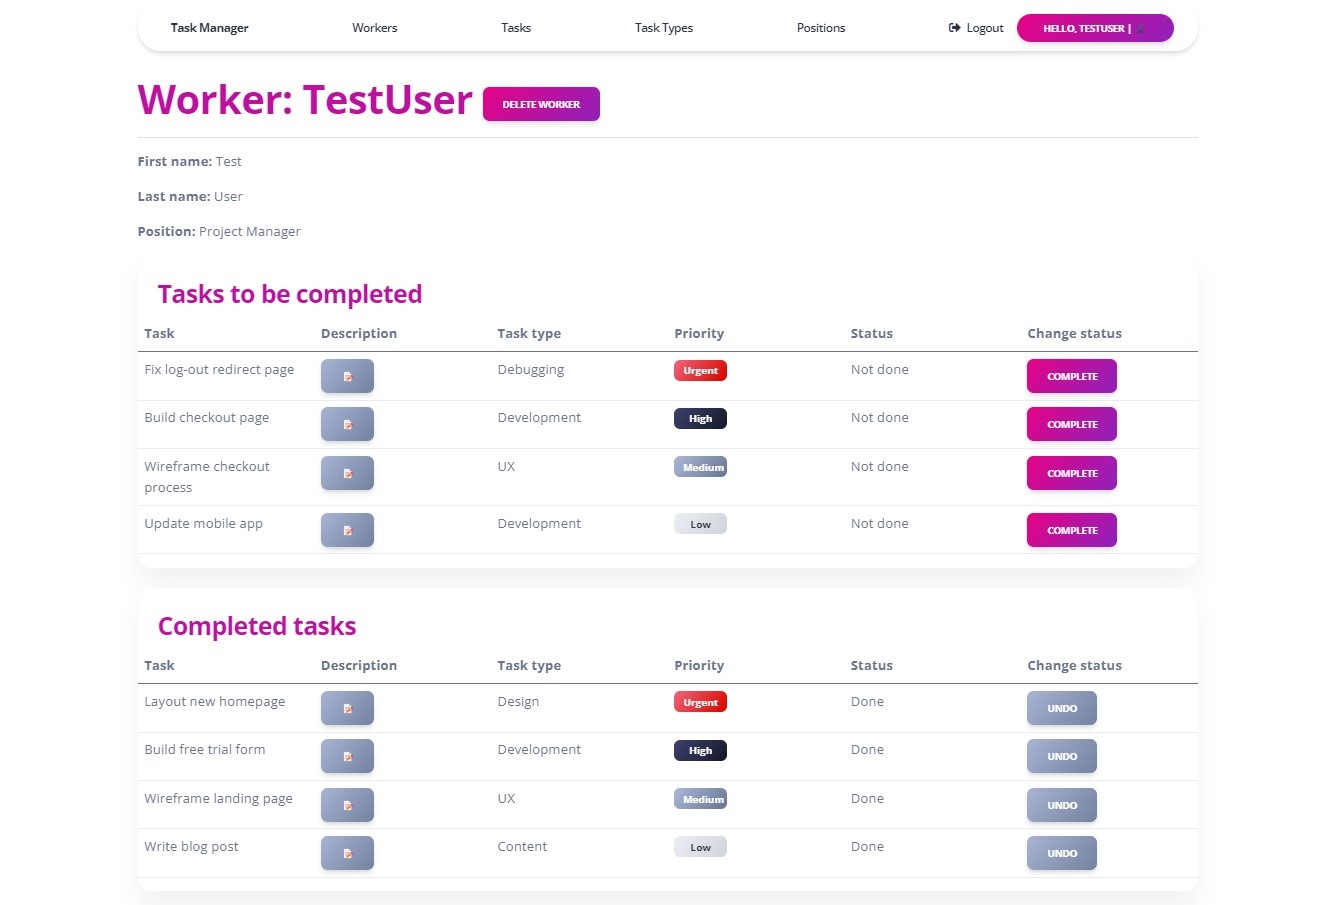 Task Manager Workers Tasks Task Types Positions Logout HELLO, TESTUSER |
Worker: TestUser DELETE WORKER
First name: Test
Last name: User
Position: Project Manager
Tasks to be completed
Task Description Task type Priority Status Change status
Fix log-out redirect page Debugging Urgent Not done COMPLETE
Build checkout page Development High Not done COMPLETE
Wireframe checkout UX Medium Not done COMPLETE
process
Update mobile app Development Low Not done COMPLETE
Completed tasks
Task Description Task type Priority Status Change status
Layout new homepage Design Urgent Done UNDO
Build free trial form Development High Done UNDO
Wireframe landing page UX Medium Done UNDO
Write blog post Content Low Done UNDO